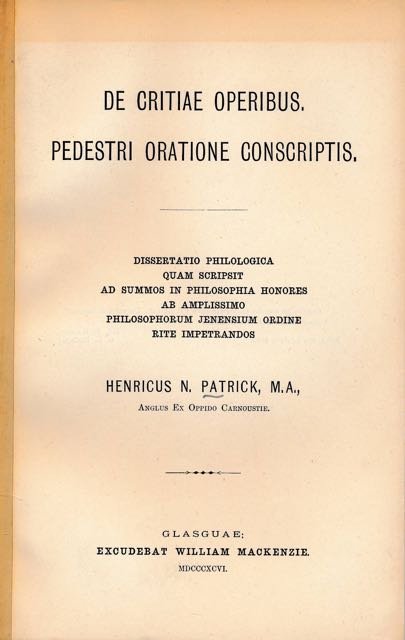 DE CRITIAE OPERIBUS.
PEDESTRI ORATIONE CONSCRIPTIS.
DISSERTATIO PHILOLOGICA
QUAM SCRIPSIT
AD SUMMOS IN PHILOSOPHIA HONORES
AB AMPLISSIMO
PHILOSOPHORUM JENENSIUM ORDINE
RITE IMPETRANDOS
HENRICUS N. PATRICK, M.A.,
Anglus Ex Oppido Carnoustie.
GLASGUAE:
EXCUDEBAT WILLIAM MACKENZIE.
MDCCCXCVI.